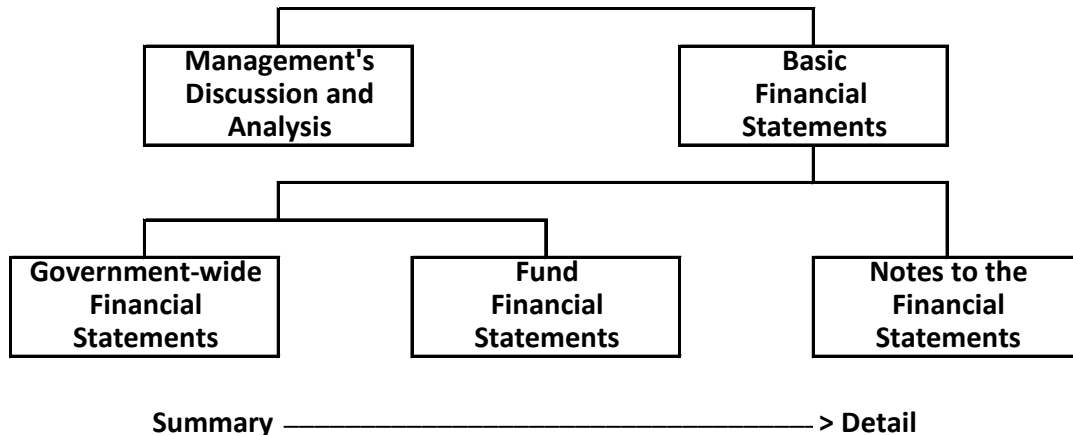 Management's
Discussion and
Analysis
Basic
Financial
Statements
Government-wide
Financial
Statements
Fund
Financial
Statements
Notes to the
Financial
Statements
Summary > Detail